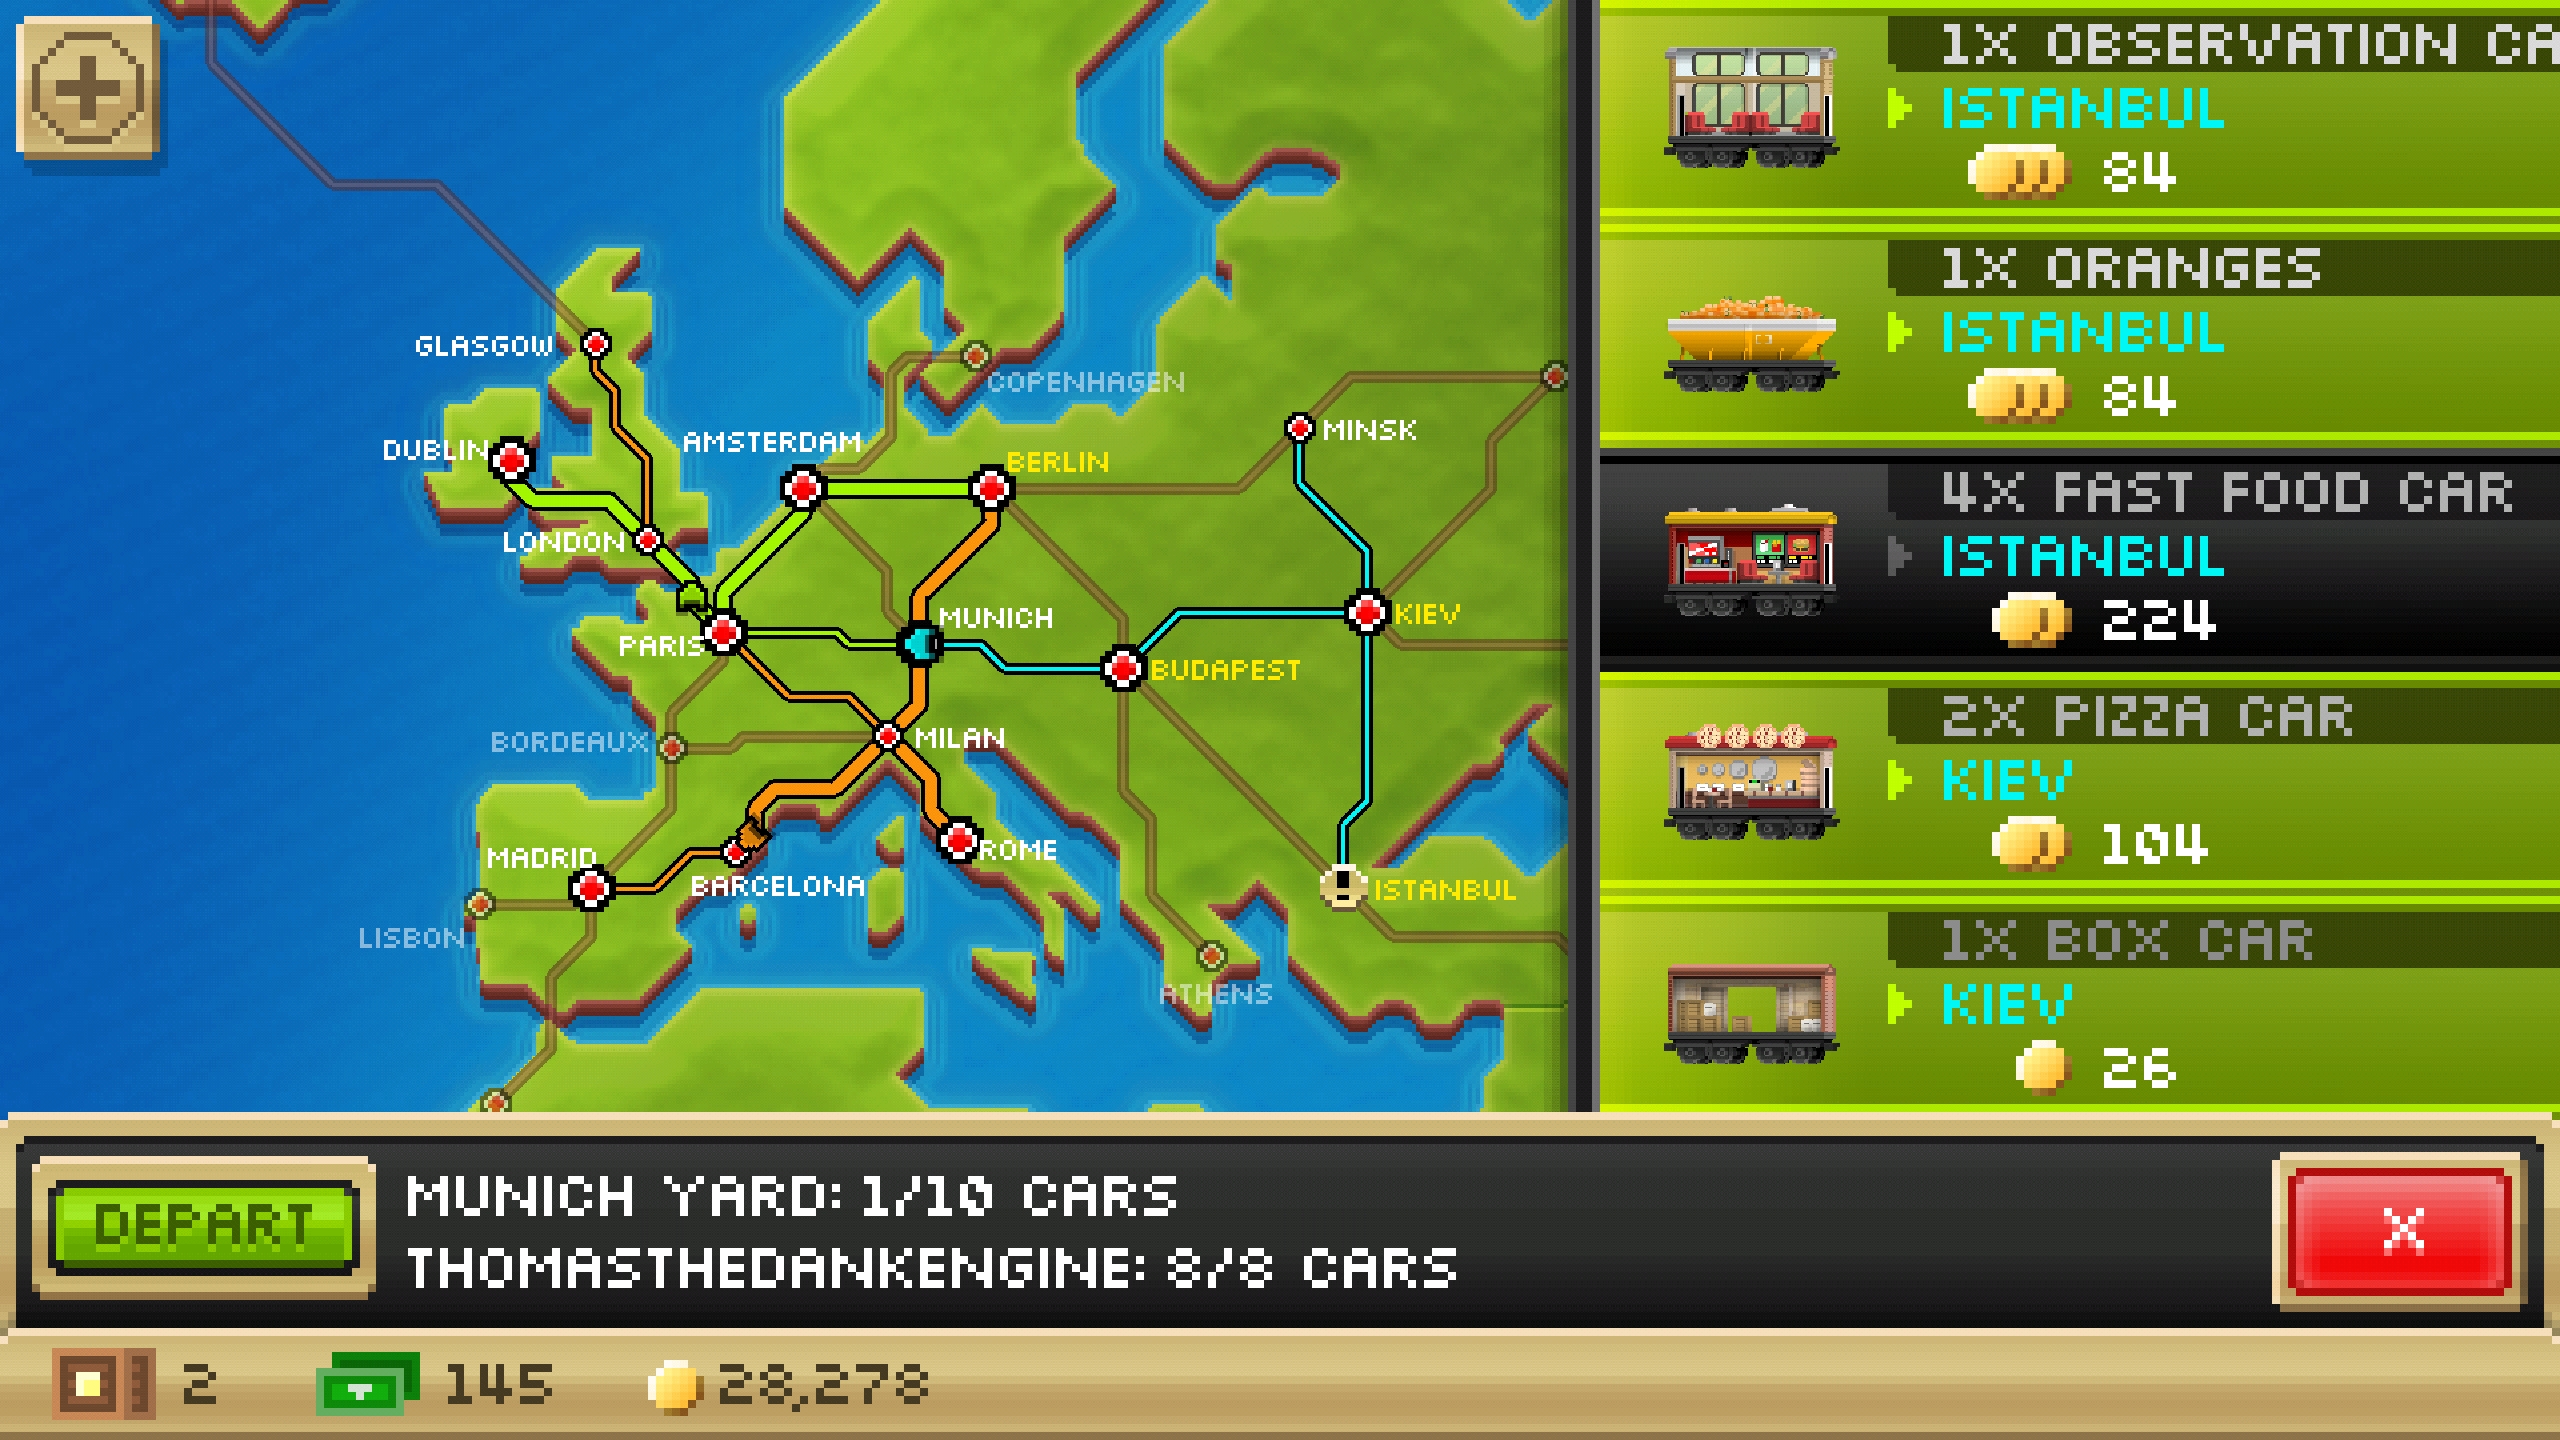 GLASGOW
COPENHAGEN
DUBLIN
AMSTERDAM
BERLIN
MINSK
LONDON
MUNICH
KIEV
PARIS
BUDAPEST
BORDEAUX
MILAN
MADRID
ROME
BARCELONA
ISTANBUL
LISBON
ATHENS
1X OBSERVATION CA
ISTANBUL
84
1X ORANGES
ISTANBUL
84
4X FAST FOOD CAR
ISTANBUL
224
2X PIZZA CAR
KIEV
104
1X BOX CAR
KIEV
26
DEPART
MUNICH YARD: 1/10 CARS
THOMASTHEDANKENGINE: 8/8 CARS
X
2
145
28,278